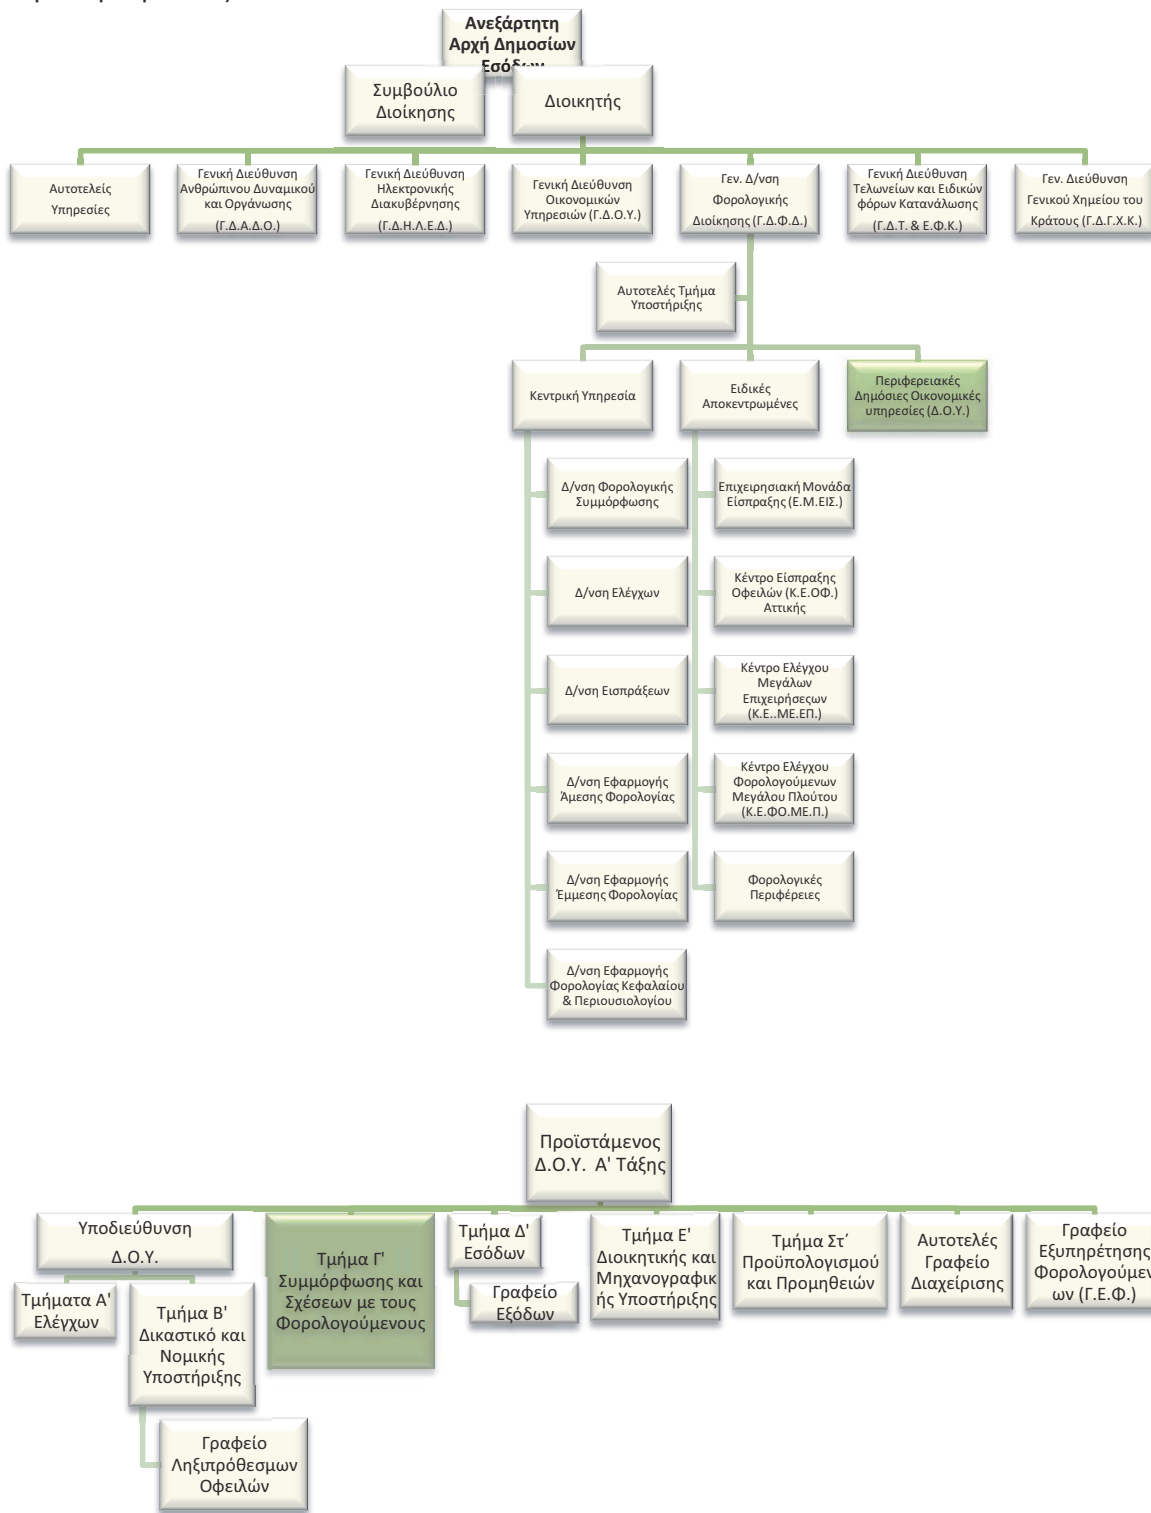 Ανεξάρτητη
Αρχή Δημοσίων
Εσόδων
Συμβούλιο
Διοίκησης
Διοικητής
Αυτοτελείς
Υπηρεσίες
Γενική Διεύθυνση
Ανθρώπινου Δυναμικού
και Οργάνωσης
(Γ.Δ.Α.Δ.Ο.)
Γενική Διεύθυνση
Ηλεκτρονικής
Διακυβέρνησης
(Γ.Δ.Η.Λ.Ε.Δ.)
Γενική Διεύθυνση
Οικονομικών
Υπηρεσιών (Γ.Δ.Ο.Υ.)
Γεν. Δ/νση
Φορολογικής
Διοίκησης (Γ.Δ.Φ.Δ.)
Γενική Διεύθυνση
Τελωνείων και Ειδικών
φόρων Κατανάλωσης
(Γ.Δ.Τ. & Ε.Φ.Κ.)
Γεν. Διεύθυνση
Γενικού Χημείου του
Κράτους (Γ.Δ.Γ.Χ.Κ.)
Αυτοτελές Τμήμα
Υποστήριξης
Κεντρική Υπηρεσία
Ειδικές
Αποκεντρωμένες
Περιφερειακές
Δημόσιες Οικονομικές
υπηρεσίες (Δ.Ο.Υ.)
Δ/νση Φορολογικής
Συμμόρφωσης
Επιχειρησιακή Μονάδα
Είσπραξης (Ε.Μ.ΕΙΣ.)
Δ/νση Ελέγχων
Κέντρο Είσπραξης
Οφειλών (Κ.Ε.ΟΦ.)
Αττικής
Δ/νση Εισπράξεων
Κέντρο Ελέγχου
Μεγάλων
Επιχειρήσεςων
(Κ.Ε..ΜΕ.ΕΠ.)
Δ/νση Εφαρμογής
Άμεσης Φορολογίας
Κέντρο Ελέγχου
Φορολογούμενων
Μεγάλου Πλούτου
(Κ.Ε.ΦΟ.ΜΕ.Π.)
Δ/νση Εφαρμογής
Έμμεσης Φορολογίας
Φορολογικές
Περιφέρειες
Δ/νση Εφαρμογής
Φορολογίας Κεφαλαίου
& Περιουσιολογίου
Προϊστάμενος
Δ.Ο.Υ. Α' Τάξης
Υποδιεύθυνση
Δ.Ο.Υ.
Τμήματα Α'
Ελέγχων
Τμήμα Β'
Δικαστικό και
Νομικής
Υποστήριξης
Γραφείο
Ληξιπρόθεσμων
Οφειλών
Τμήμα Γ'
Συμμόρφωσης και
Σχέσεων με τους
Φορολογούμενους
Τμήμα Δ'
Εσόδων
Γραφείο
Εξόδων
Τμήμα Ε'
Διοικητικής και
Μηχανογραφικ
ής Υποστήριξης
Τμήμα Στ΄
Προϋπολογισμού
και Προμηθειών
Αυτοτελές
Γραφείο
Διαχείρισης
Γραφείο
Εξυπηρέτησης
Φορολογούμεν
ων (Γ.Ε.Φ.)